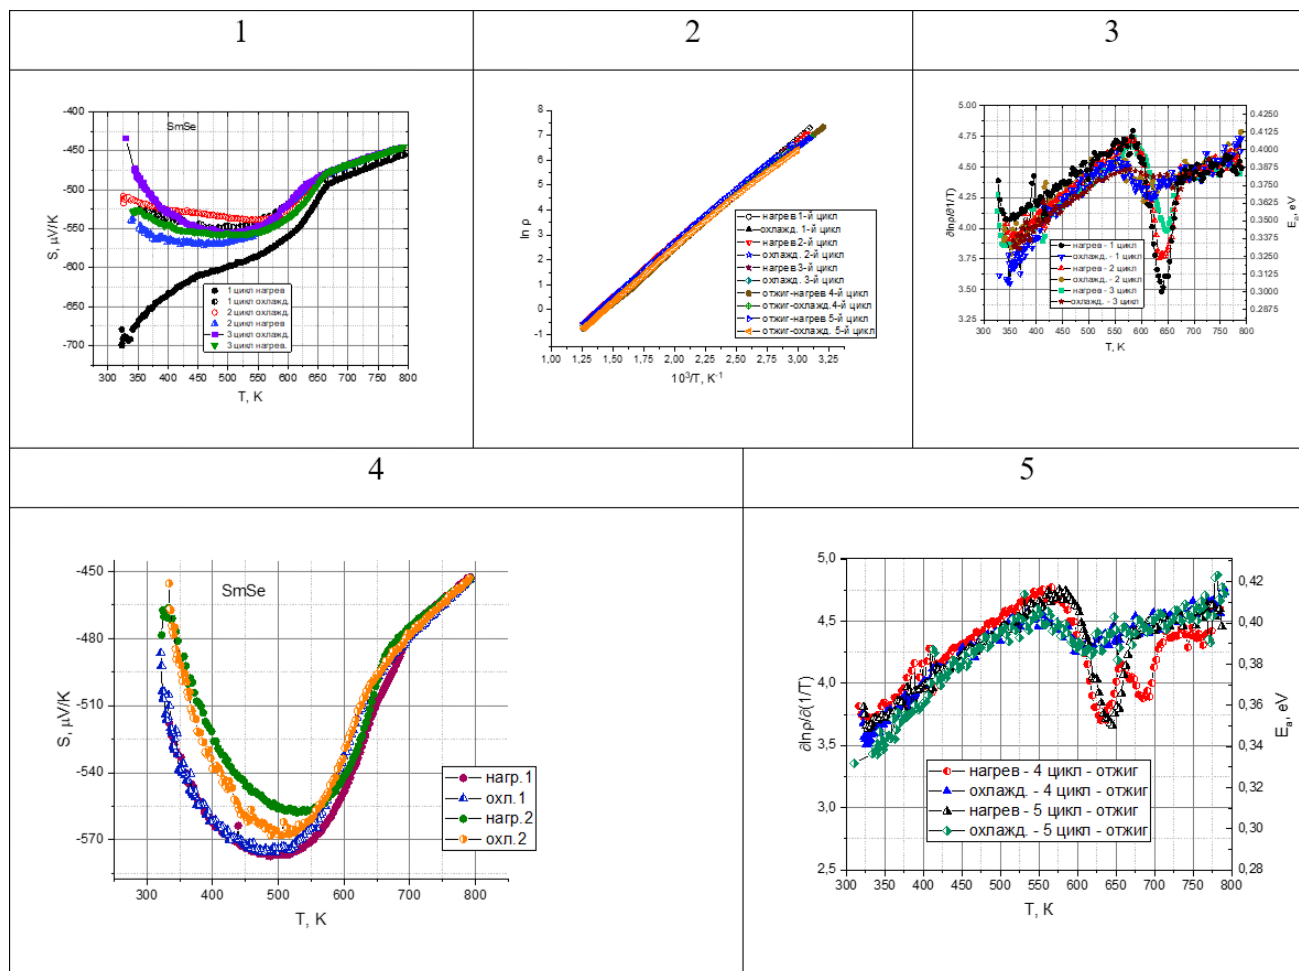 1
2
3
-400
-450
-500
-550
-600
-650
-700
S, μV/K
SmSe
1 цикл нагрев
1 цикл охлажд.
2 цикл охлажд.
2 цикл нагрев
3 цикл охлажд.
3 цикл нагрев.
300 350 400 450 500 550 600 650 700 750 800
T, K
8
7
6
5
4
3
2
1
0
-1
ln ρ
нагрев 1-й цикл
охлажд. 1-й цикл
нагрев 2-й цикл
охлажд. 2-й цикл
нагрев 3-й цикл
охлажд. 3-й цикл
отжиг-нагрев 4-й цикл
отжиг-охлажд. 4-й цикл
отжиг-нагрев 5-й цикл
отжиг-охлажд. 5-й цикл
1,00 1,25 1,50 1,75 2,00 2,25 2,50 2,75 3,00 3,25
10³/T, K⁻¹
5.00
4.75
4.50
4.25
4.00
3.75
3.50
3.25
∂lnρ/∂(1/T)
0.4250
0.4125
0.4000
0.3875
0.3750
0.3625
0.3500
0.3375
0.3250
0.3125
0.3000
0.2875
Eₐ, eV
нагрев - 1 цикл
охлажд. - 1 цикл
нагрев - 2 цикл
охлажд. - 2 цикл
нагрев - 3 цикл
охлажд. - 3 цикл
300 350 400 450 500 550 600 650 700 750 800
T, K
4
5
-450
-480
-510
-540
-570
S, μV/K
SmSe
нагр.1
охл.1
нагр.2
охл.2
300 400 500 600 700 800
T, K
5,0
4,5
4,0
3,5
3,0
2,5
∂lnρ/∂(1/T)
0,42
0,40
0,38
0,36
0,34
0,32
0,30
0,28
Eₐ, eV
нагрев - 4 цикл - отжиг
охлажд. - 4 цикл - отжиг
нагрев - 5 цикл - отжиг
охлажд. - 5 цикл - отжиг
300 350 400 450 500 550 600 650 700 750 800
T, K